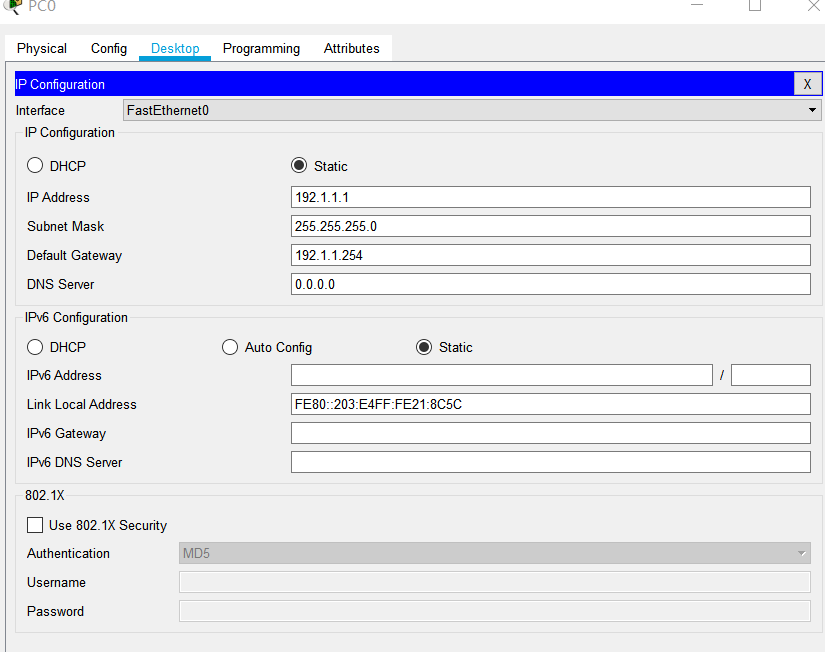 PC0
Physical Config Desktop Programming Attributes
IP Configuration X
Interface FastEthernet0
IP Configuration
DHCP Static
IP Address 192.1.1.1
Subnet Mask 255.255.255.0
Default Gateway 192.1.1.254
DNS Server 0.0.0.0
IPv6 Configuration
DHCP Auto Config Static
IPv6 Address /
Link Local Address FE80::203:E4FF:FE21:8C5C
IPv6 Gateway
IPv6 DNS Server
802.1X
Use 802.1X Security
Authentication MD5
Username
Password